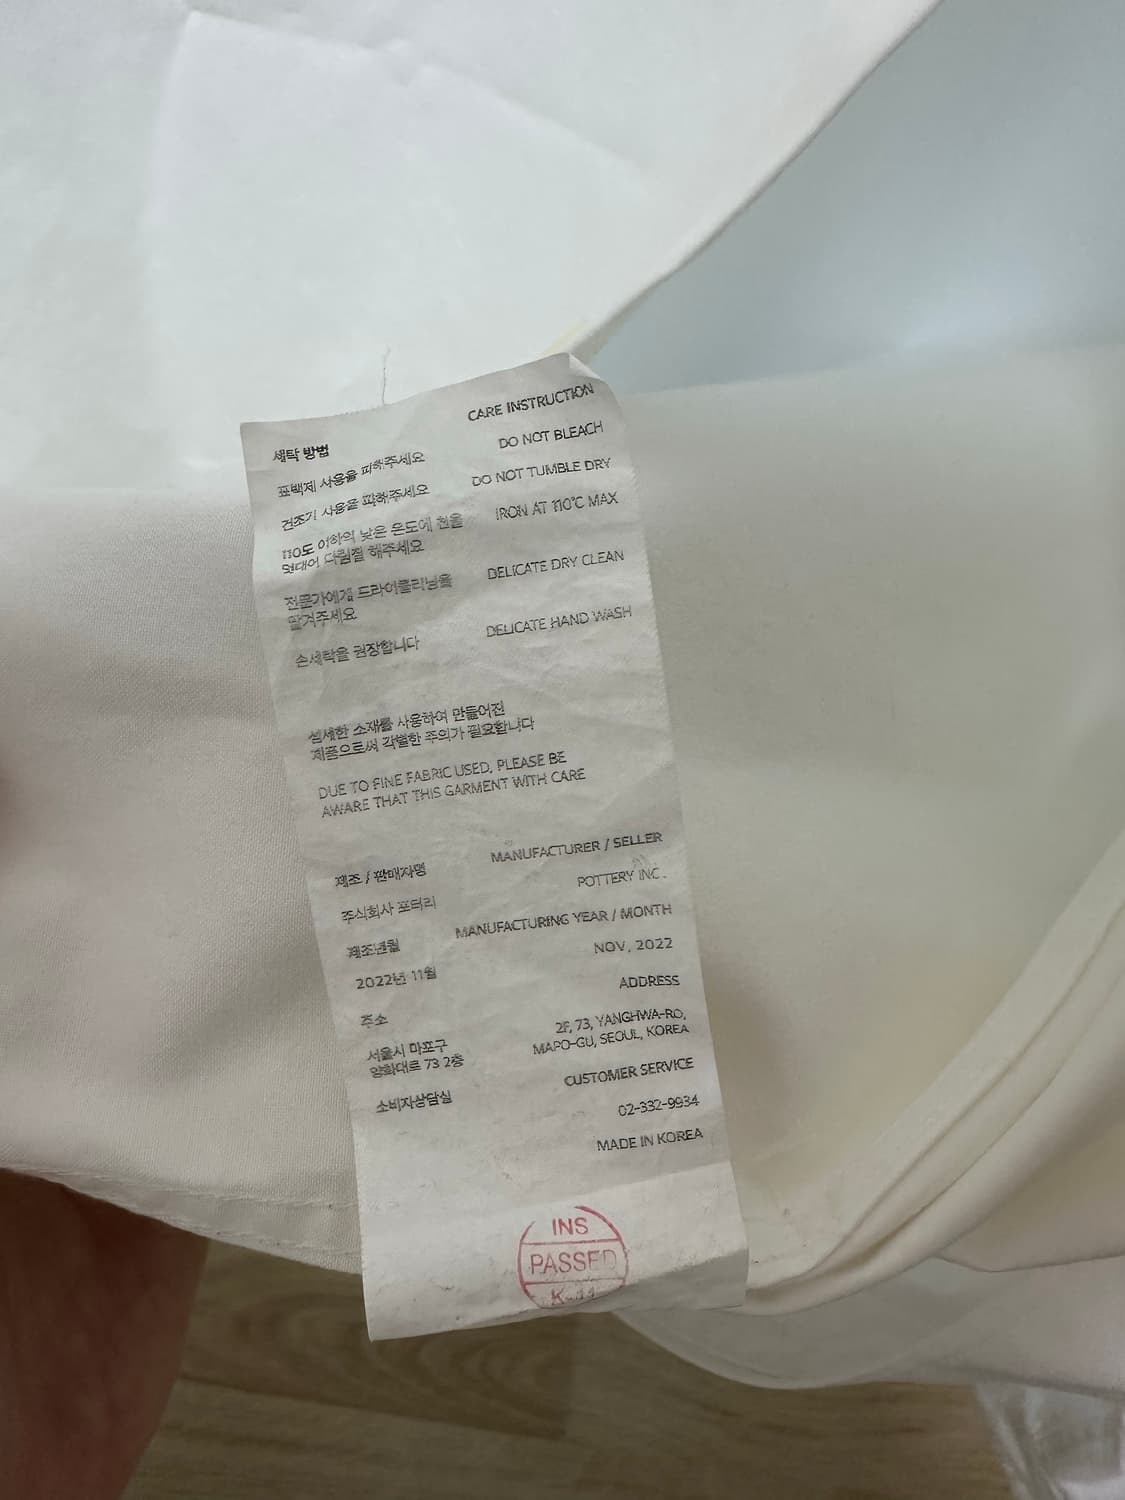 세탁 방법
CARE INSTRUCTION
표백제 사용을 피해주세요
DO NOT BLEACH
건조기 사용을 피해주세요
DO NOT TUMBLE DRY
110도 이하의 낮은 온도에 천을
덧대어 다림질 해주세요
IRON AT 110℃ MAX
전문가에게 드라이클리닝을
맡겨주세요
DELICATE DRY CLEAN
손세탁을 권장합니다
DELICATE HAND WASH
섬세한 소재를 사용하여 만들어진
제품으로써 각별한 주의가 필요합니다
DUE TO FINE FABRIC USED, PLEASE BE
AWARE THAT THIS GARMENT WITH CARE
제조 / 판매자명
MANUFACTURER / SELLER
주식회사 포터리
POTTERY INC.
제조년월
MANUFACTURING YEAR / MONTH
2022년 11월
NOV, 2022
주소
ADDRESS
서울시 마포구
양화대로 73 2층
2F, 73, YANGHWA-RO,
MAPO-GU, SEOUL, KOREA
소비자상담실
CUSTOMER SERVICE
02-332-9934
MADE IN KOREA
INS
PASSED